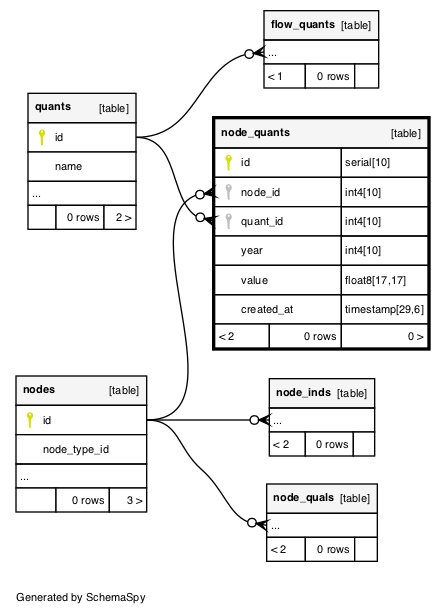 flow_quants [table]
...
< 1 0 rows
quants [table]
id
name
...
0 rows 2 >
node_quants [table]
id serial[10]
node_id int4[10]
quant_id int4[10]
year int4[10]
value float8[17,17]
created_at timestamp[29,6]
< 2 0 rows 0 >
nodes [table]
id
node_type_id
...
0 rows 3 >
node_inds [table]
...
< 2 0 rows
node_quals [table]
...
< 2 0 rows
Generated by SchemaSpy